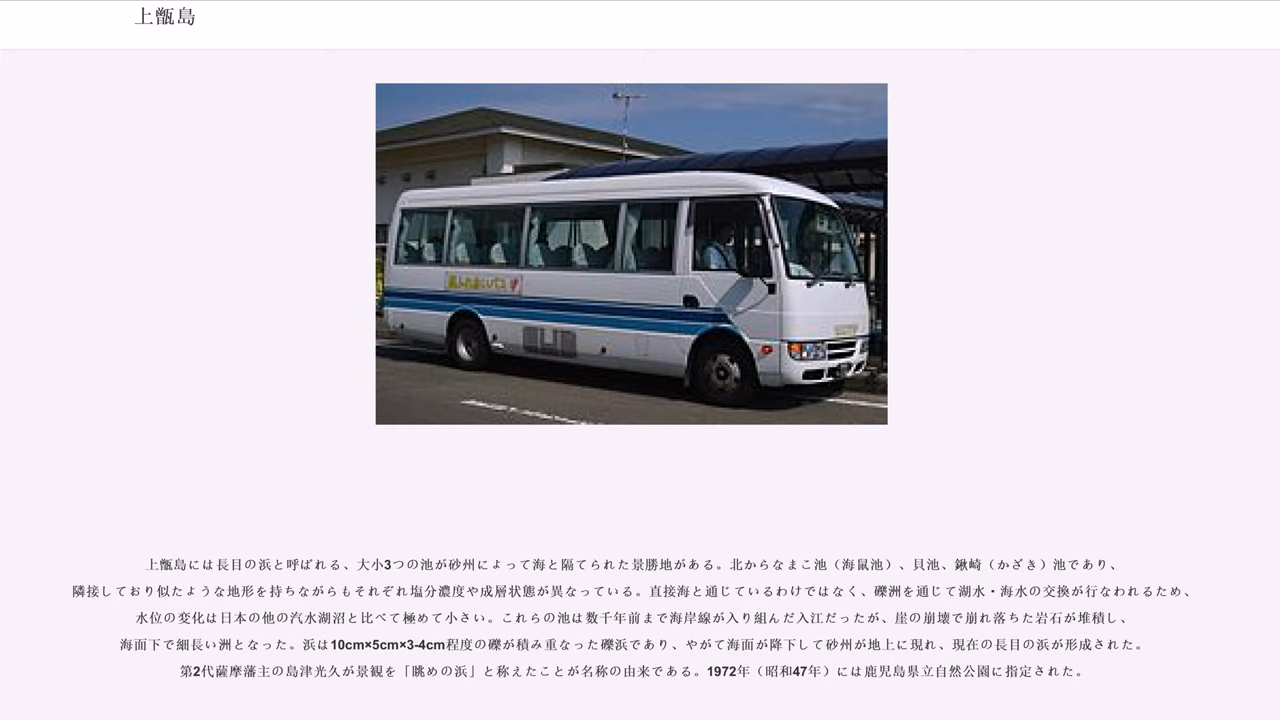 上甑島
上甑島には長目の浜と呼ばれる、大小3つの池が砂州によって海と隔てられた景勝地がある。北からなまこ池（海鼠池）、貝池、鍬崎（かざき）池であり、
隣接しており似たような地形を持ちながらもそれぞれ塩分濃度や成層状態が異なっている。直接海と通じているわけではなく、礫洲を通じて湖水・海水の交換が行なわれるため、
水位の変化は日本の他の汽水湖沼と比べて極めて小さい。これらの池は数千年前まで海岸線が入り組んだ入江だったが、崖の崩壊で崩れ落ちた岩石が堆積し、
海面下で細長い洲となった。浜は10cm×5cm×3-4cm程度の礫が積み重なった礫浜であり、やがて海面が降下して砂州が地上に現れ、現在の長目の浜が形成された。
第2代薩摩藩主の島津光久が景観を「眺めの浜」と称えたことが名称の由来である。1972年（昭和47年）には鹿児島県立自然公園に指定された。